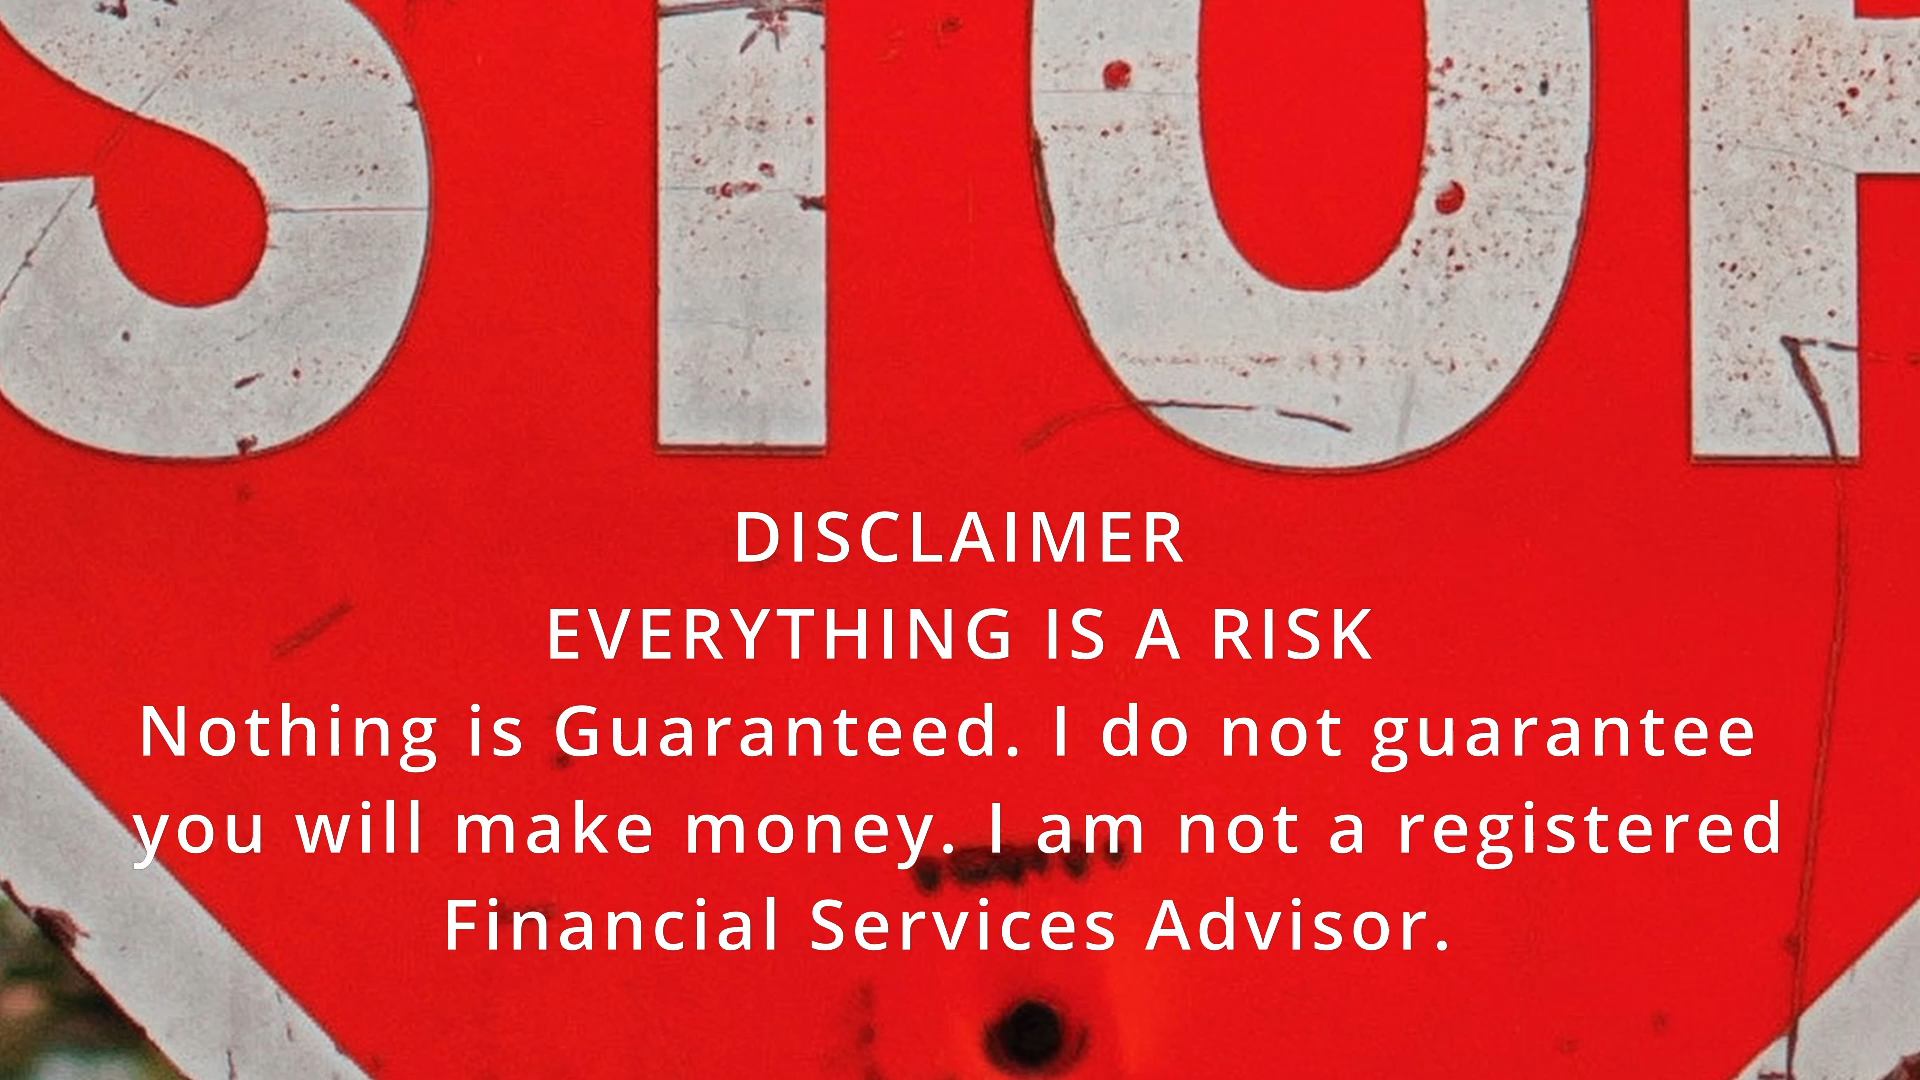 STOP
DISCLAIMER
EVERYTHING IS A RISK
Nothing is Guaranteed. I do not guarantee
you will make money. I am not a registered
Financial Services Advisor.